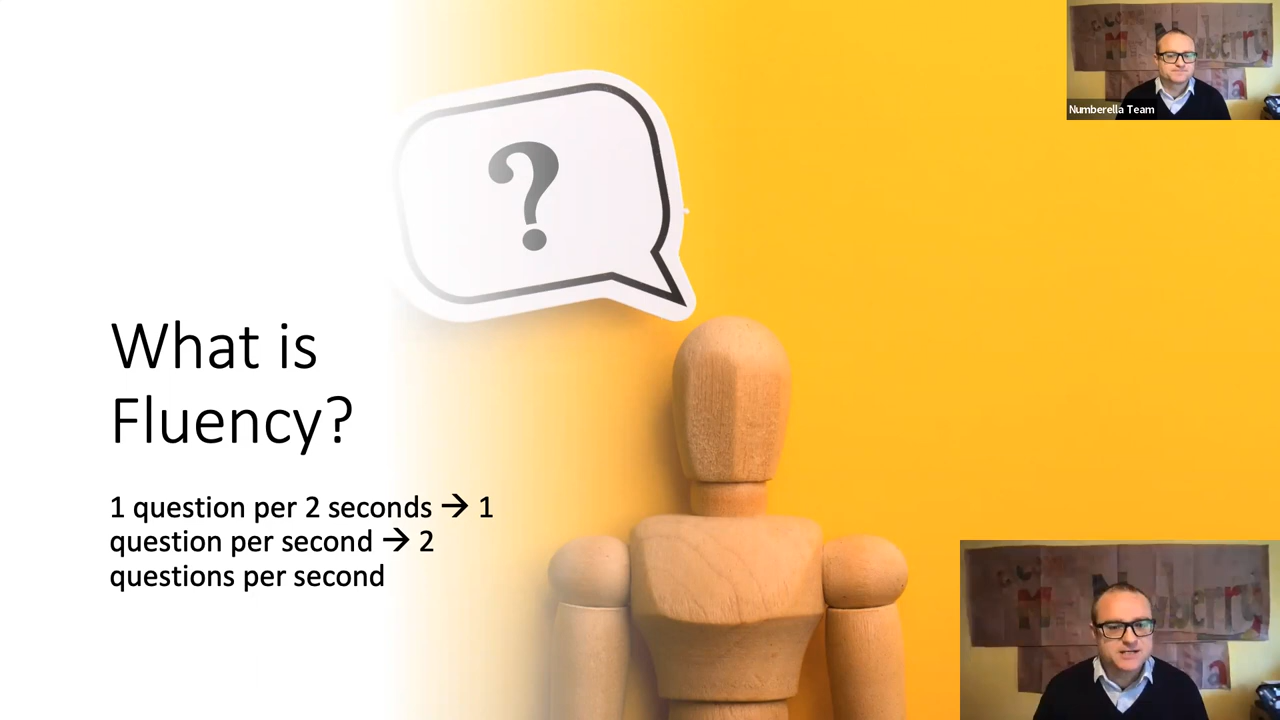 ?
What is
Fluency?
1 question per 2 seconds → 1
question per second → 2
questions per second
Numberella Team